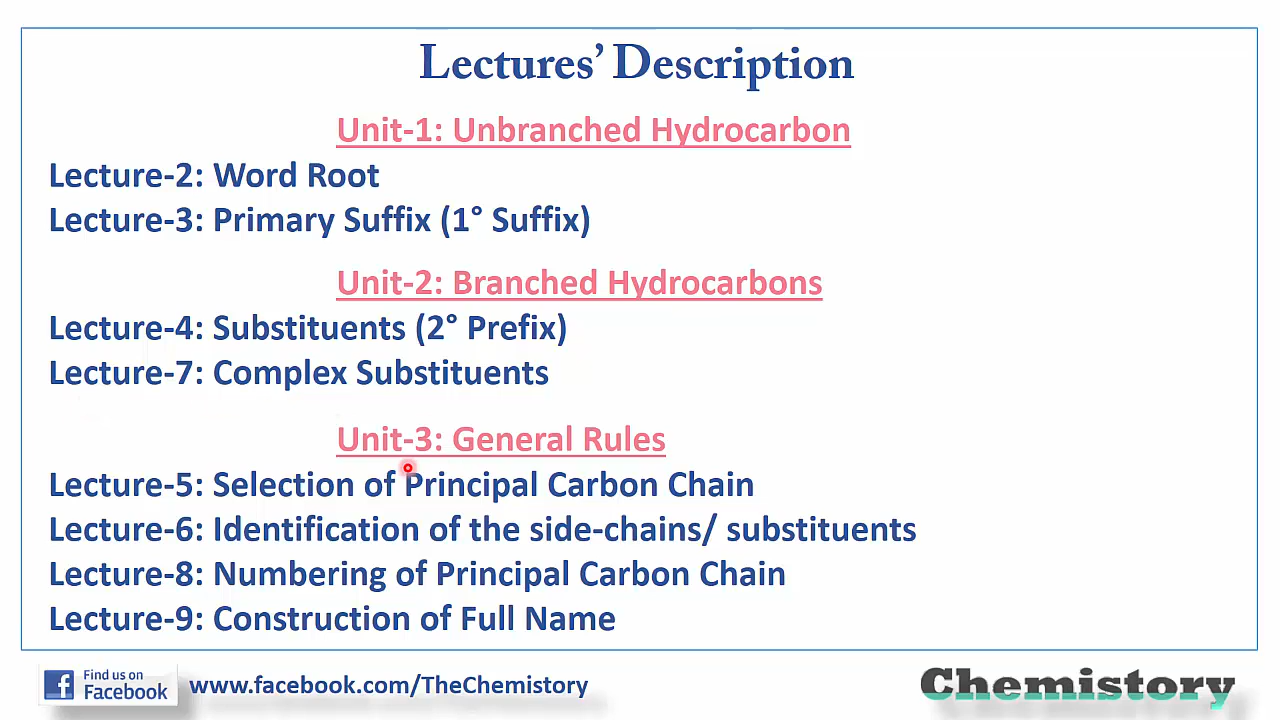 Lectures’ Description
Unit-1: Unbranched Hydrocarbon
Lecture-2: Word Root
Lecture-3: Primary Suffix (1° Suffix)
Unit-2: Branched Hydrocarbons
Lecture-4: Substituents (2° Prefix)
Lecture-7: Complex Substituents
Unit-3: General Rules
Lecture-5: Selection of Principal Carbon Chain
Lecture-6: Identification of the side-chains/ substituents
Lecture-8: Numbering of Principal Carbon Chain
Lecture-9: Construction of Full Name
Find us on
Facebook
www.facebook.com/TheChemistory
Chemistory